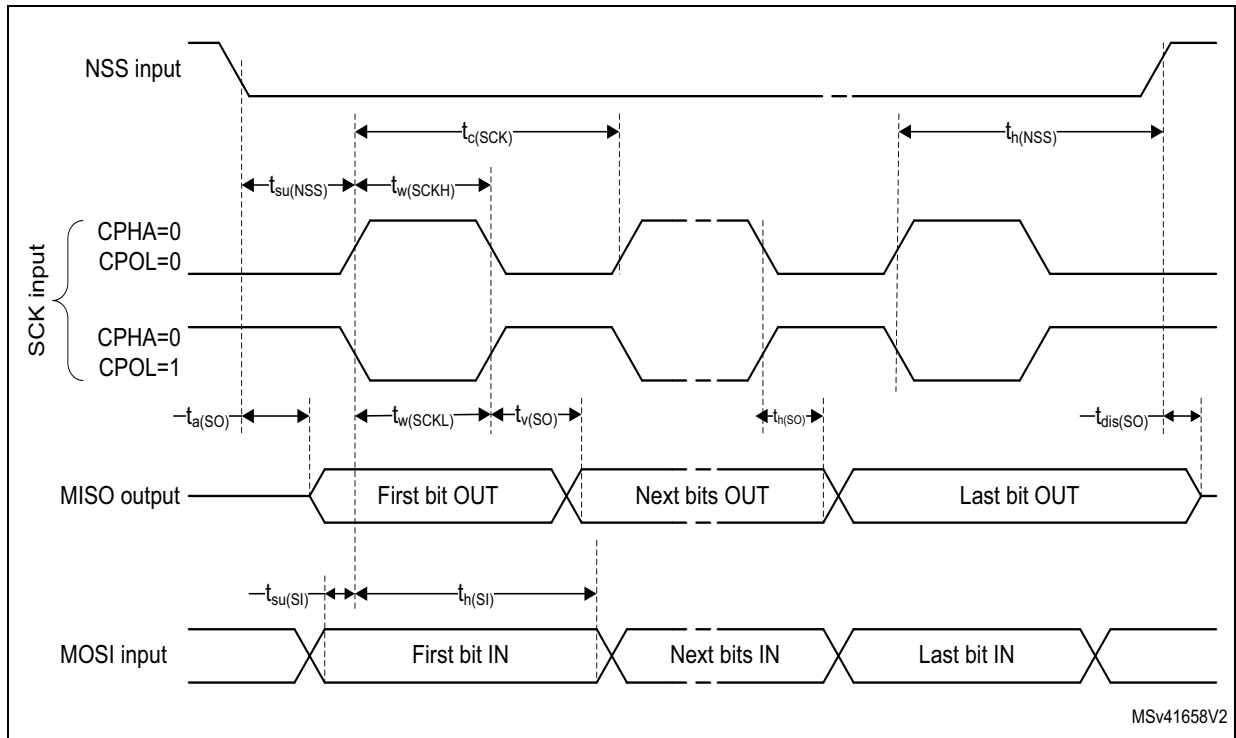 NSS input
tc(SCK)
th(NSS)
tsu(NSS)
tw(SCKH)
SCK input
CPHA=0
CPOL=0
CPHA=0
CPOL=1
ta(SO)
tw(SCKL)
tv(SO)
th(SO)
tdis(SO)
MISO output
First bit OUT
Next bits OUT
Last bit OUT
tsu(SI)
th(SI)
MOSI input
First bit IN
Next bits IN
Last bit IN
MSv41658V2